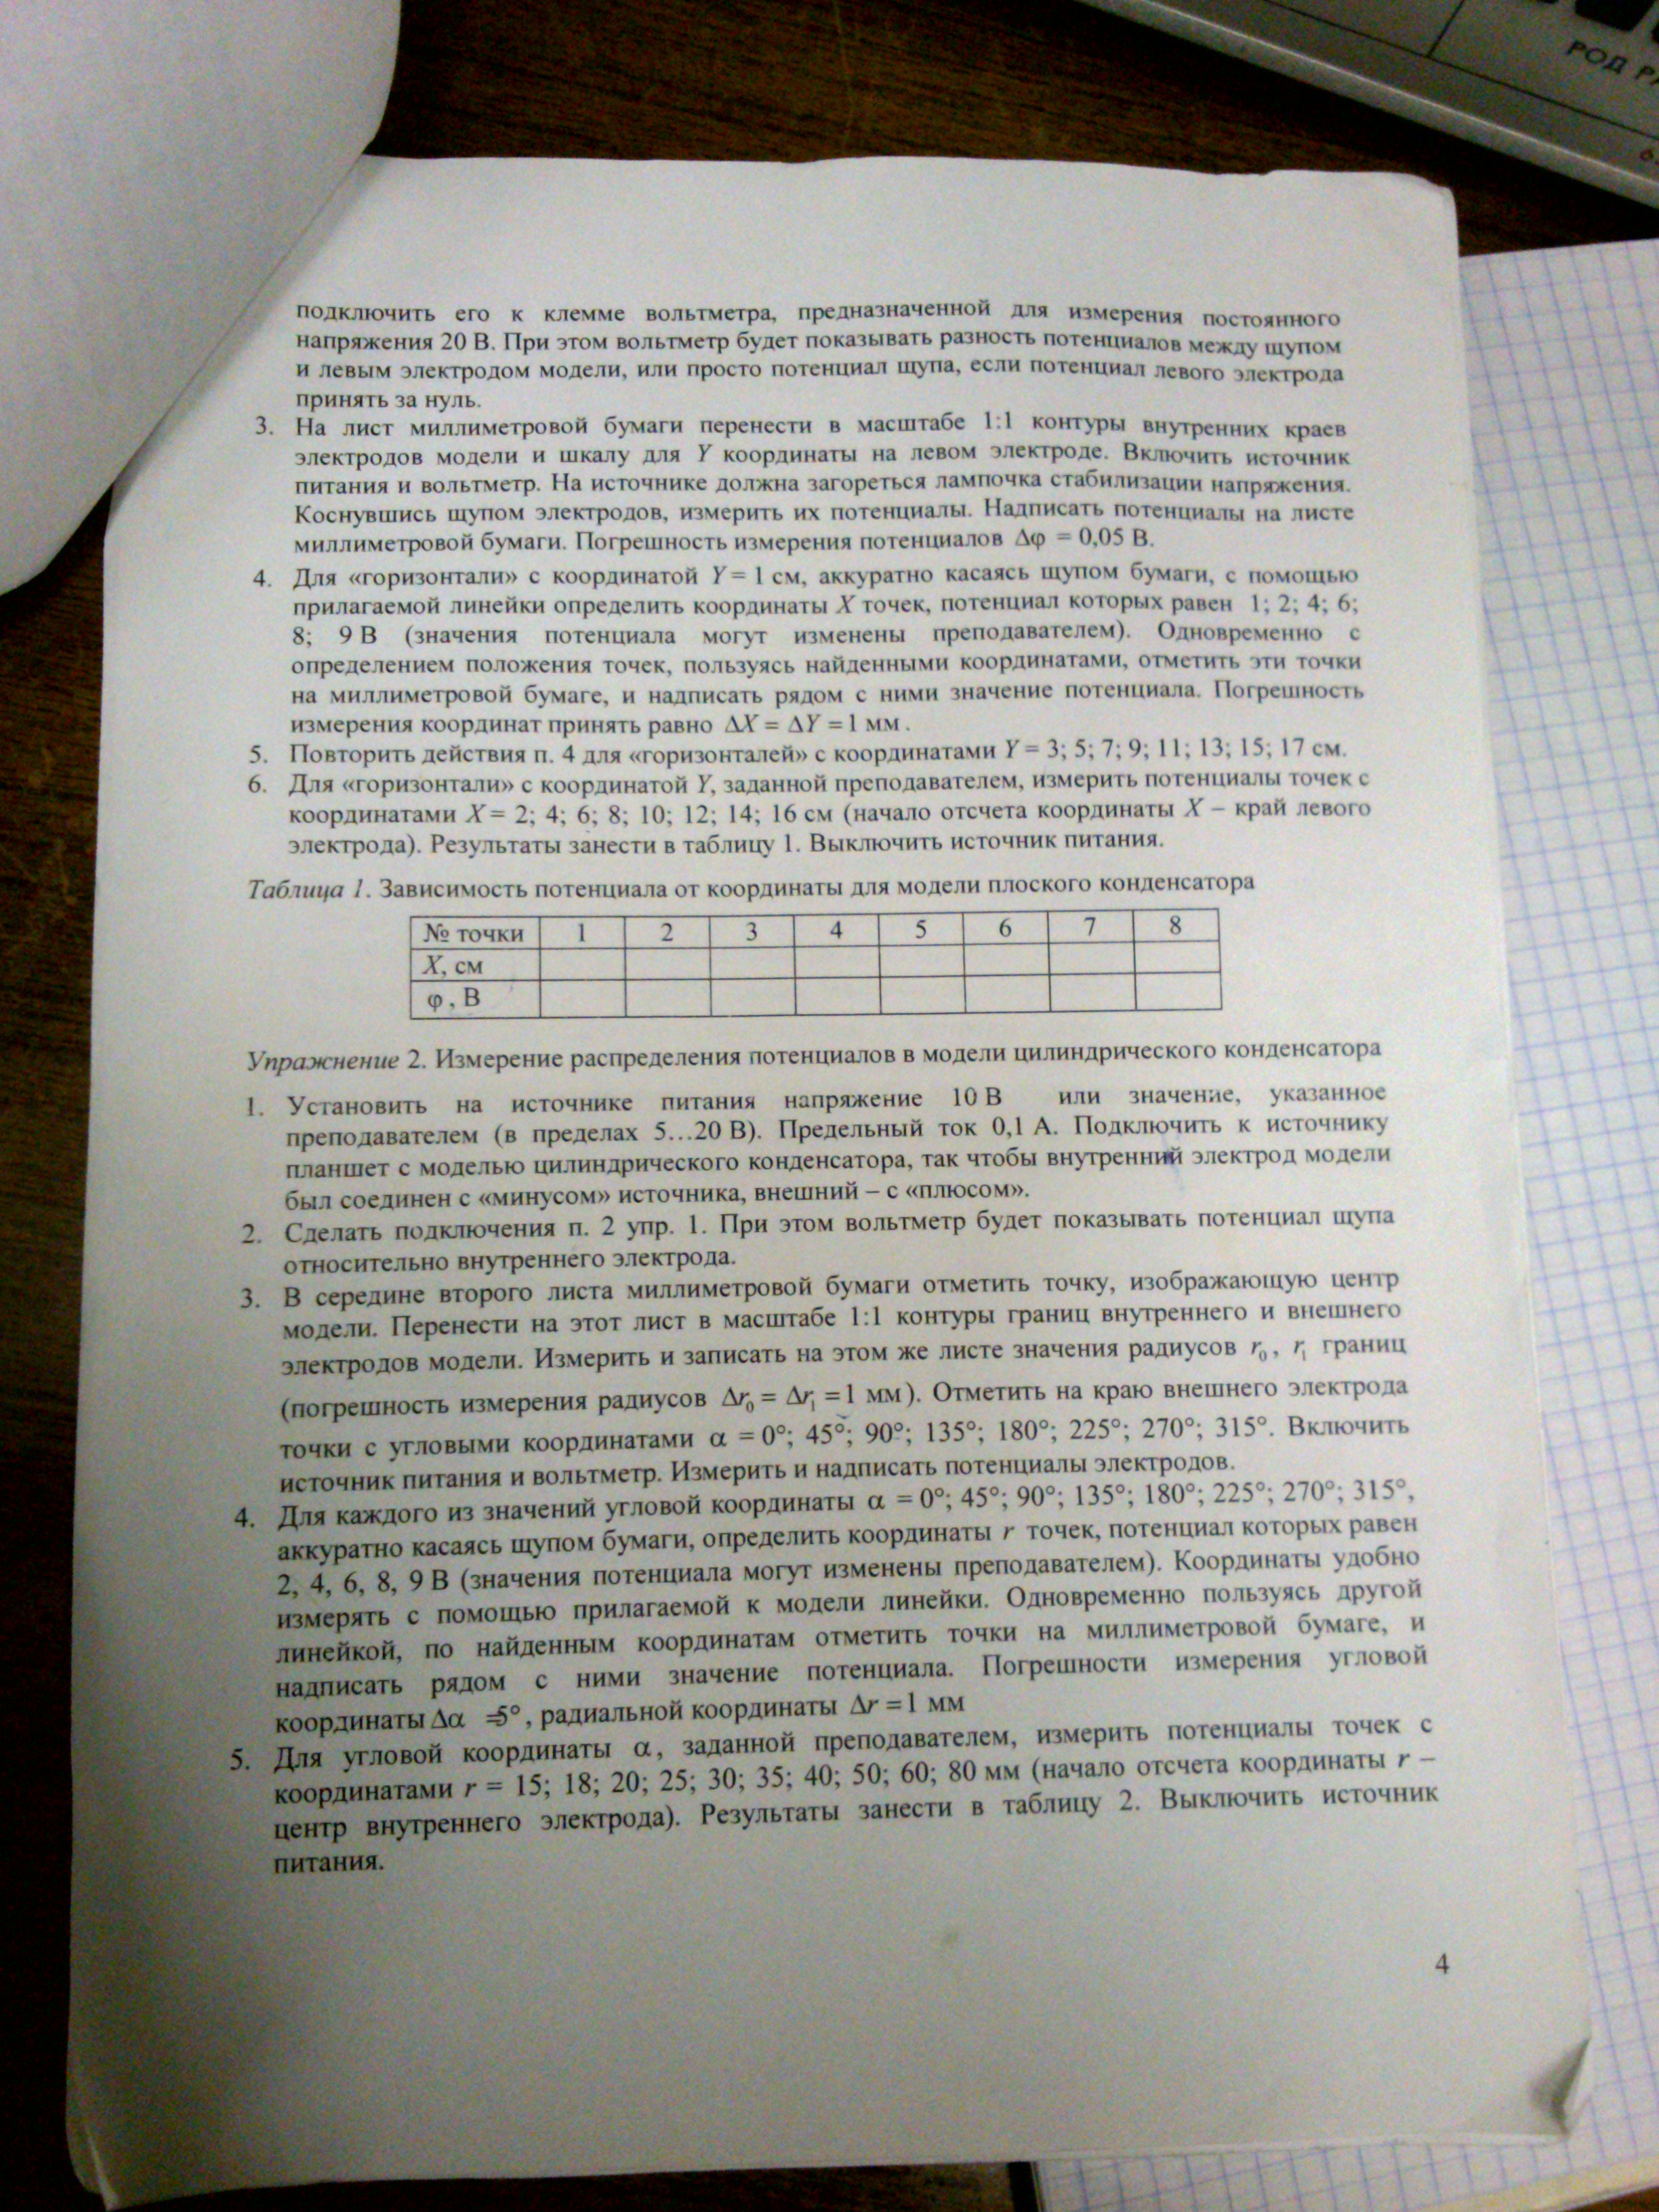 РОД Р
подключить его к клемме вольтметра, предназначенной для измерения постоянного
напряжения 20 В. При этом вольтметр будет показывать разность потенциалов между щупом
и левым электродом модели, или просто потенциал щупа, если потенциал левого электрода
принять за нуль.
3. На лист миллиметровой бумаги перенести в масштабе 1:1 контуры внутренних краев
электродов модели и шкалу для Y координаты на левом электроде. Включить источник
питания и вольтметр. На источнике должна загореться лампочка стабилизации напряжения.
Коснувшись щупом электродов, измерить их потенциалы. Надписать потенциалы на листе
миллиметровой бумаги. Погрешность измерения потенциалов Δφ = 0,05 В.
4. Для «горизонтали» с координатой Y = 1 см, аккуратно касаясь щупом бумаги, с помощью
прилагаемой линейки определить координаты X точек, потенциал которых равен 1; 2; 4; 6;
8; 9 В (значения потенциала могут изменены преподавателем). Одновременно с
определением положения точек, пользуясь найденными координатами, отметить эти точки
на миллиметровой бумаге, и надписать рядом с ними значение потенциала. Погрешность
измерения координат принять равно ΔX = ΔY = 1 мм.
5. Повторить действия п. 4 для «горизонталей» с координатами Y = 3; 5; 7; 9; 11; 13; 15; 17 см.
6. Для «горизонтали» с координатой Y, заданной преподавателем, измерить потенциалы точек с
координатами X = 2; 4; 6; 8; 10; 12; 14; 16 см (начало отсчета координаты X – край левого
электрода). Результаты занести в таблицу 1. Выключить источник питания.
Таблица 1. Зависимость потенциала от координаты для модели плоского конденсатора
№ точки 1 2 3 4 5 6 7 8
X, см
φ, В
Упражнение 2. Измерение распределения потенциалов в модели цилиндрического конденсатора
1. Установить на источнике питания напряжение 10 В или значение, указанное
преподавателем (в пределах 5…20 В). Предельный ток 0,1 А. Подключить к источнику
планшет с моделью цилиндрического конденсатора, так чтобы внутренний электрод модели
был соединен с «минусом» источника, внешний – с «плюсом».
2. Сделать подключения п. 2 упр. 1. При этом вольтметр будет показывать потенциал щупа
относительно внутреннего электрода.
3. В середине второго листа миллиметровой бумаги отметить точку, изображающую центр
модели. Перенести на этот лист в масштабе 1:1 контуры границ внутреннего и внешнего
электродов модели. Измерить и записать на этом же листе значения радиусов r₀, r₁ границ
(погрешность измерения радиусов Δr₀ = Δr₁ = 1 мм). Отметить на краю внешнего электрода
точки с угловыми координатами α = 0°; 45°; 90°; 135°; 180°; 225°; 270°; 315°. Включить
источник питания и вольтметр. Измерить и надписать потенциалы электродов.
4. Для каждого из значений угловой координаты α = 0°; 45°; 90°; 135°; 180°; 225°; 270°; 315°,
аккуратно касаясь щупом бумаги, определить координаты r точек, потенциал которых равен
2, 4, 6, 8, 9 В (значения потенциала могут изменены преподавателем). Координаты удобно
измерять с помощью прилагаемой к модели линейки. Одновременно пользуясь другой
линейкой, по найденным координатам отметить точки на миллиметровой бумаге, и
надписать рядом с ними значение потенциала. Погрешности измерения угловой
координаты Δα =5°, радиальной координаты Δr = 1 мм
5. Для угловой координаты α, заданной преподавателем, измерить потенциалы точек с
координатами r = 15; 18; 20; 25; 30; 35; 40; 50; 60; 80 мм (начало отсчета координаты r –
центр внутреннего электрода). Результаты занести в таблицу 2. Выключить источник
питания.
4